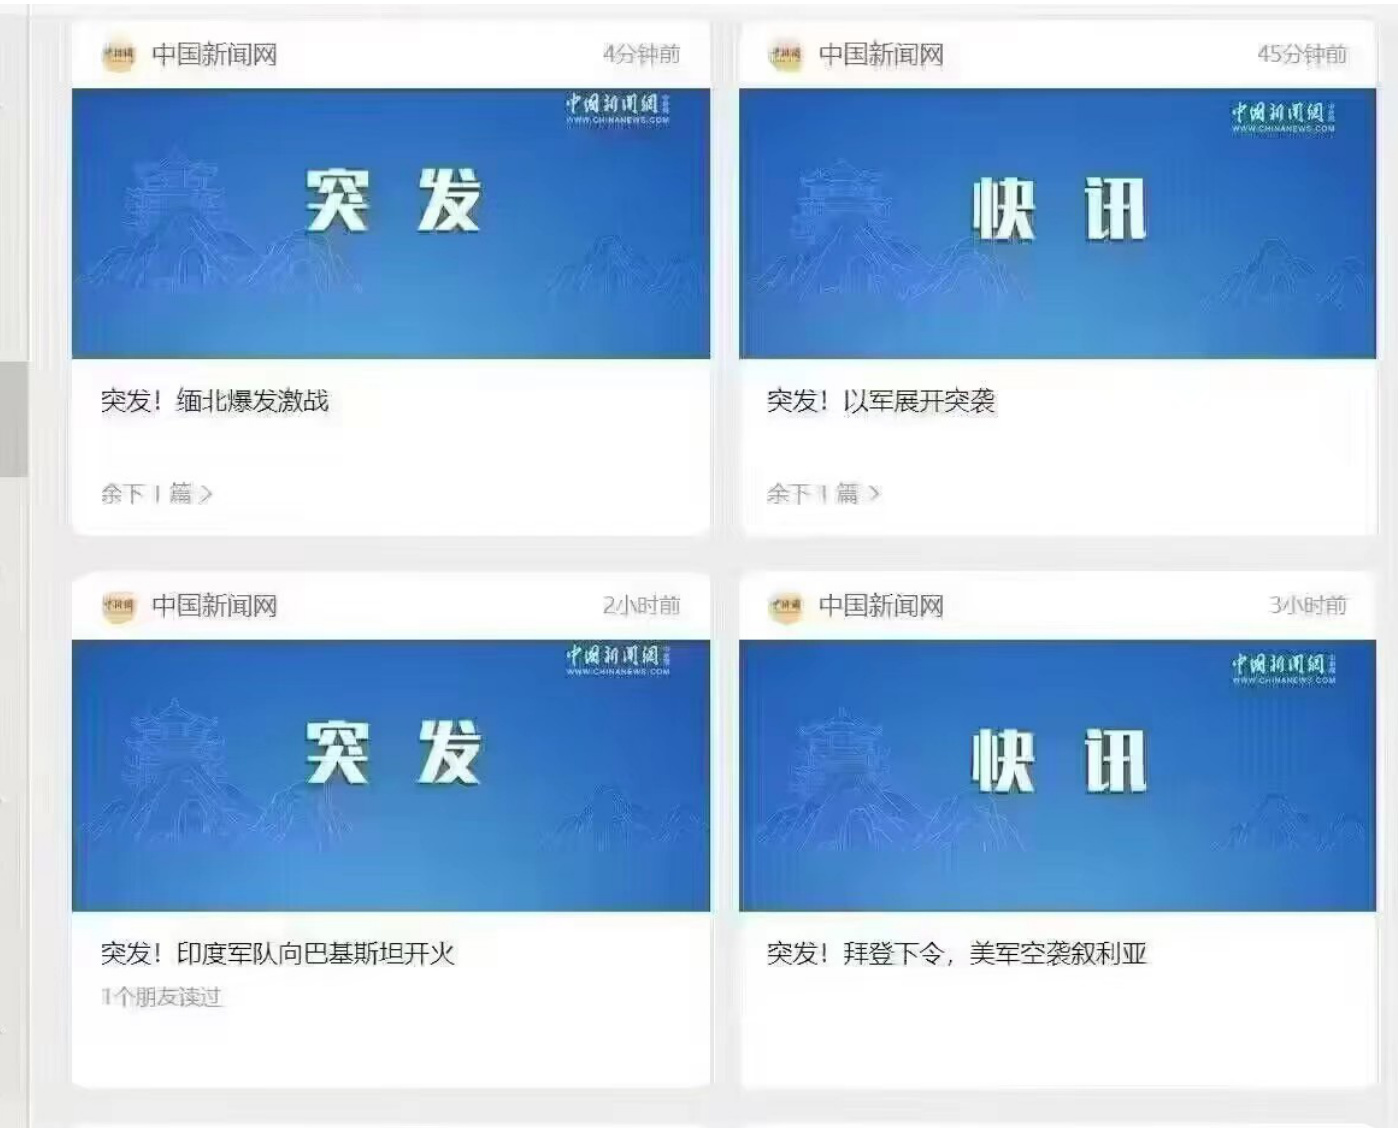 中国新闻网 4分钟前
中国新闻网
WWW.CHINANEWS.COM
突发
突发！缅北爆发激战
余下 1 篇 >
中国新闻网 45分钟前
中国新闻网
WWW.CHINANEWS.COM
快讯
突发！以军展开突袭
余下 1 篇 >
中国新闻网 2小时前
中国新闻网
WWW.CHINANEWS.COM
突发
突发！印度军队向巴基斯坦开火
1个朋友读过
中国新闻网 3小时前
中国新闻网
WWW.CHINANEWS.COM
快讯
突发！拜登下令，美军空袭叙利亚